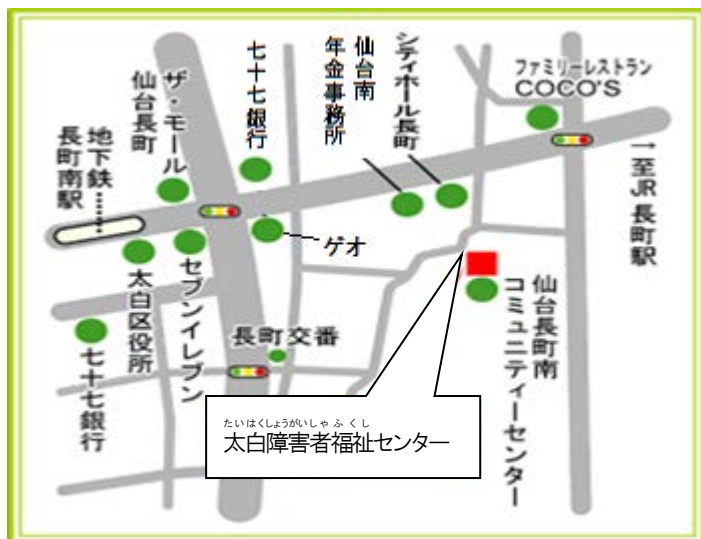 地下鉄
長町南駅
ザ・モール
仙台長町
七十七銀行
仙台南
年金事務所
シティホール長町
ファミリーレストラン
COCO'S
→至JR長町駅
ゲオ
太白区役所
セブンイレブン
七十七銀行
長町交番
仙台長町南
コミュニティーセンター
たいはくしょうがいしゃふくし
太白障害者福祉センター